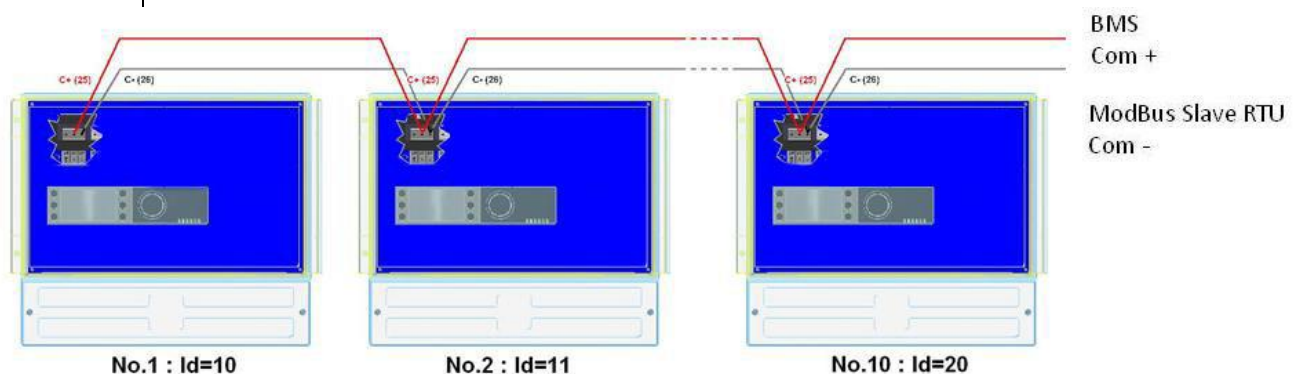 BMS
Com +
C+ (25) C- (26) C+ (25) C- (26) C+ (25) C- (26)
ModBus Slave RTU
Com -
No.1 : Id=10 No.2 : Id=11 No.10 : Id=20